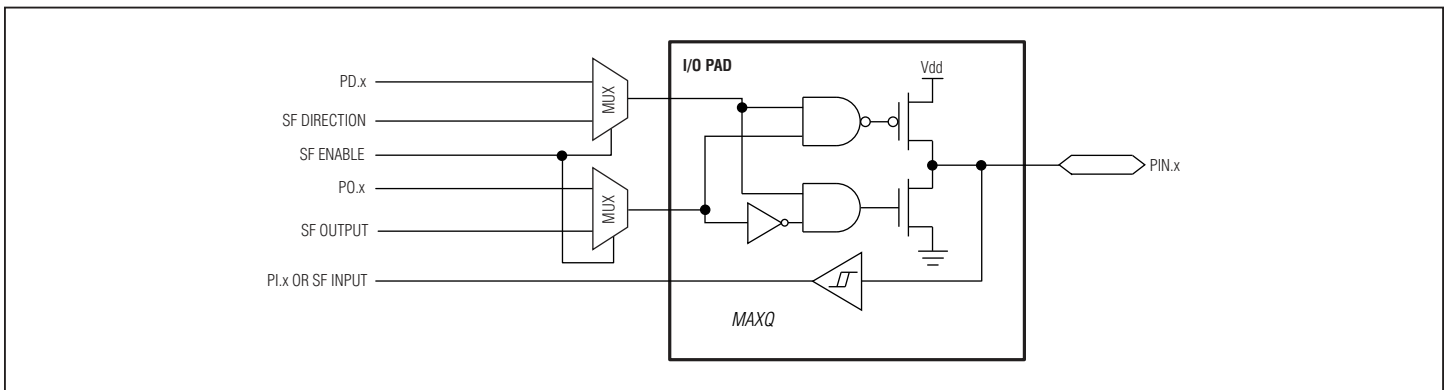 I/O PAD
Vdd
PD.x
MUX
SF DIRECTION
SF ENABLE
PO.x
MUX
SF OUTPUT
PIN.x
PI.x OR SF INPUT
MAXQ